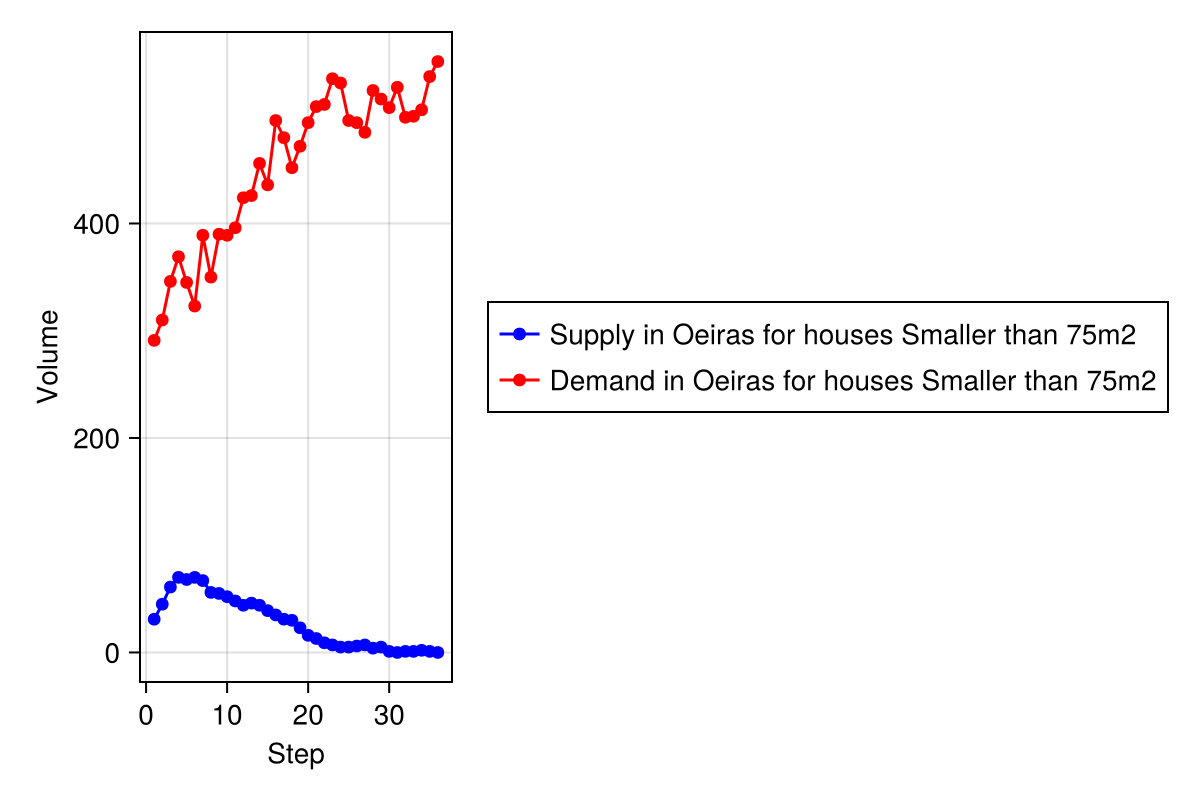 Volume
400
200
0
0 10 20 30
Step
Supply in Oeiras for houses Smaller than 75m2
Demand in Oeiras for houses Smaller than 75m2